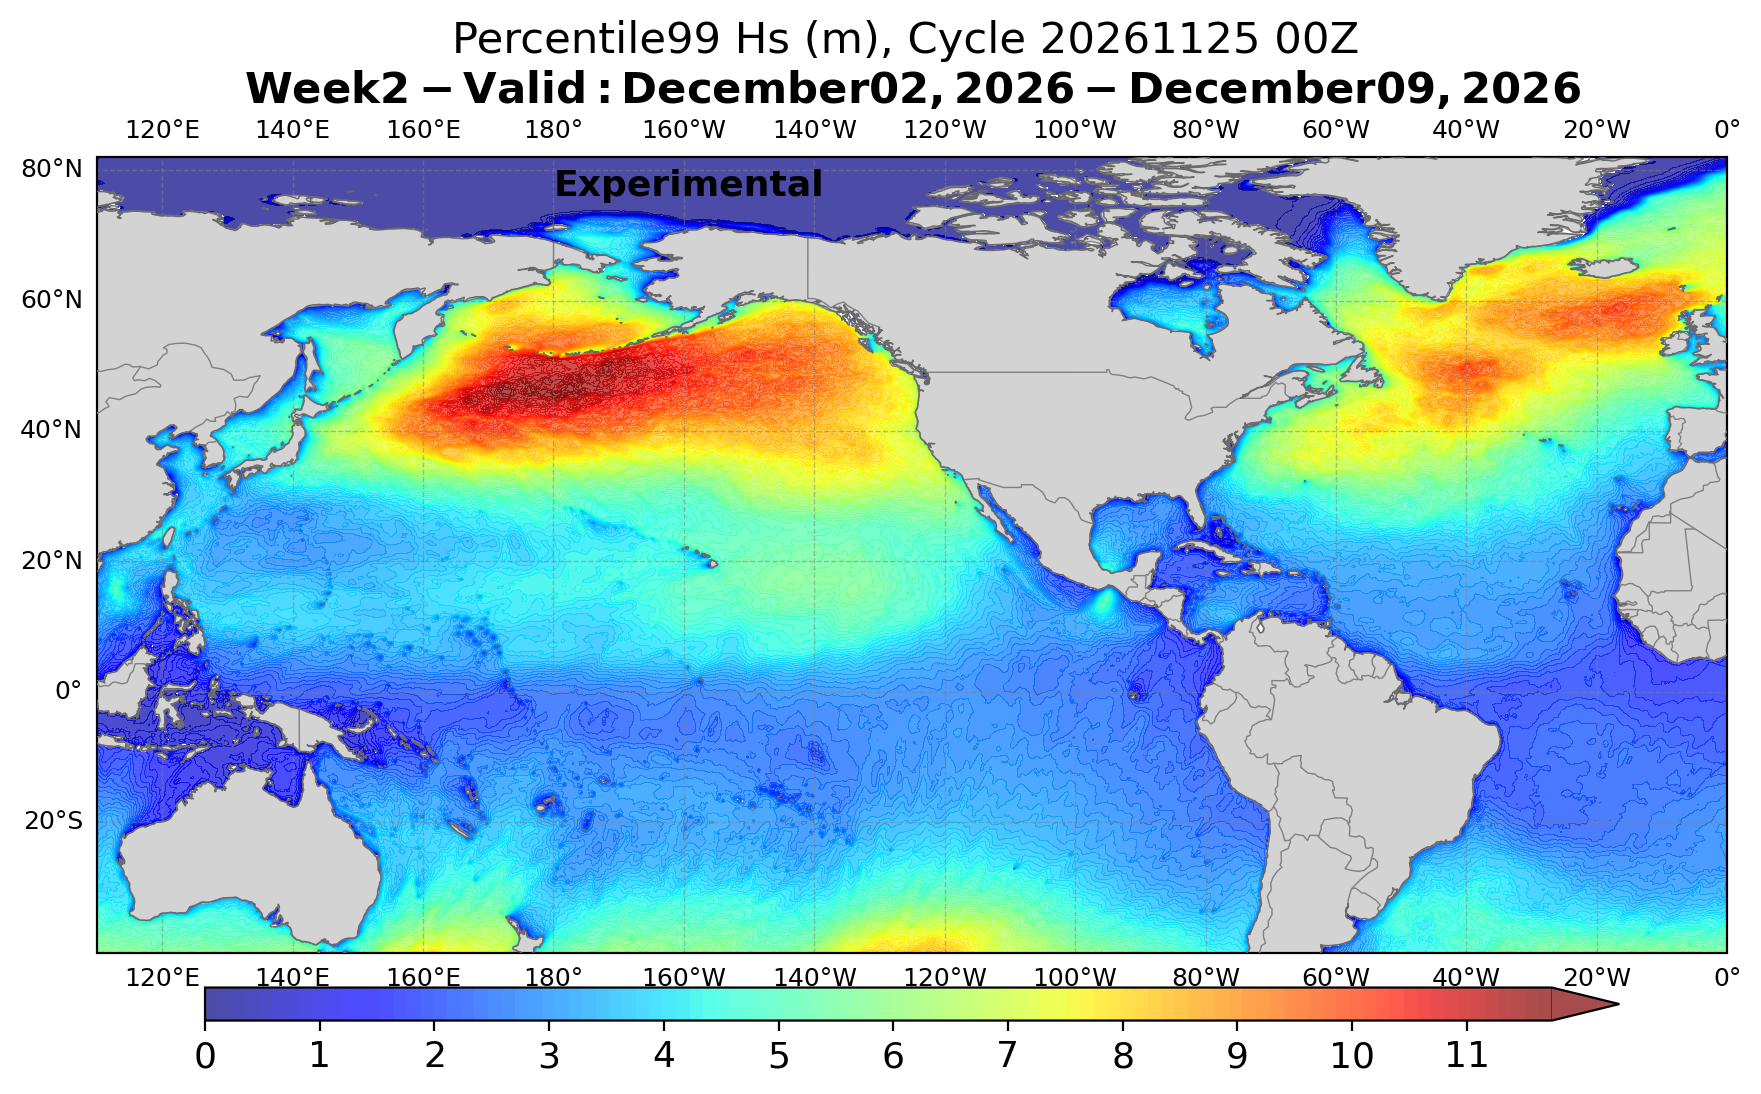 Percentile99 Hs (m), Cycle 20261125 00Z
Week2 − Valid : December02, 2026 − December09, 2026
120°E 140°E 160°E 180° 160°W 140°W 120°W 100°W 80°W 60°W 40°W 20°W 0°
80°N
Experimental
60°N
40°N
20°N
0°
20°S
120°E 140°E 160°E 180° 160°W 140°W 120°W 100°W 80°W 60°W 40°W 20°W 0°
0 1 2 3 4 5 6 7 8 9 10 11